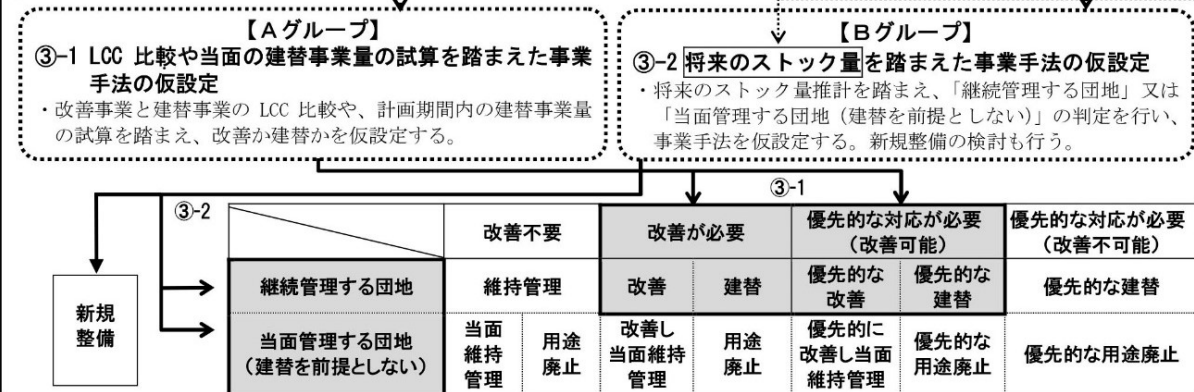 【Aグループ】
③-1 LCC 比較や当面の建替事業量の試算を踏まえた事業
手法の仮設定
・改善事業と建替事業の LCC 比較や、計画期間内の建替事業量
の試算を踏まえ、改善か建替かを仮設定する。
【Bグループ】
③-2 将来のストック量を踏まえた事業手法の仮設定
・将来のストック量推計を踏まえ、「継続管理する団地」又は
「当面管理する団地（建替を前提としない）」の判定を行い、
事業手法を仮設定する。新規整備の検討も行う。
③-1
③-2
改善不要
改善が必要
優先的な対応が必要
（改善可能）
優先的な対応が必要
（改善不可能）
新規
整備
継続管理する団地
維持管理
改善
建替
優先的な
改善
優先的な
建替
優先的な建替
当面管理する団地
（建替を前提としない）
当面
維持
管理
用途
廃止
改善し
当面維持
管理
用途
廃止
優先的に
改善し当面
維持管理
優先的な
用途廃止
優先的な用途廃止